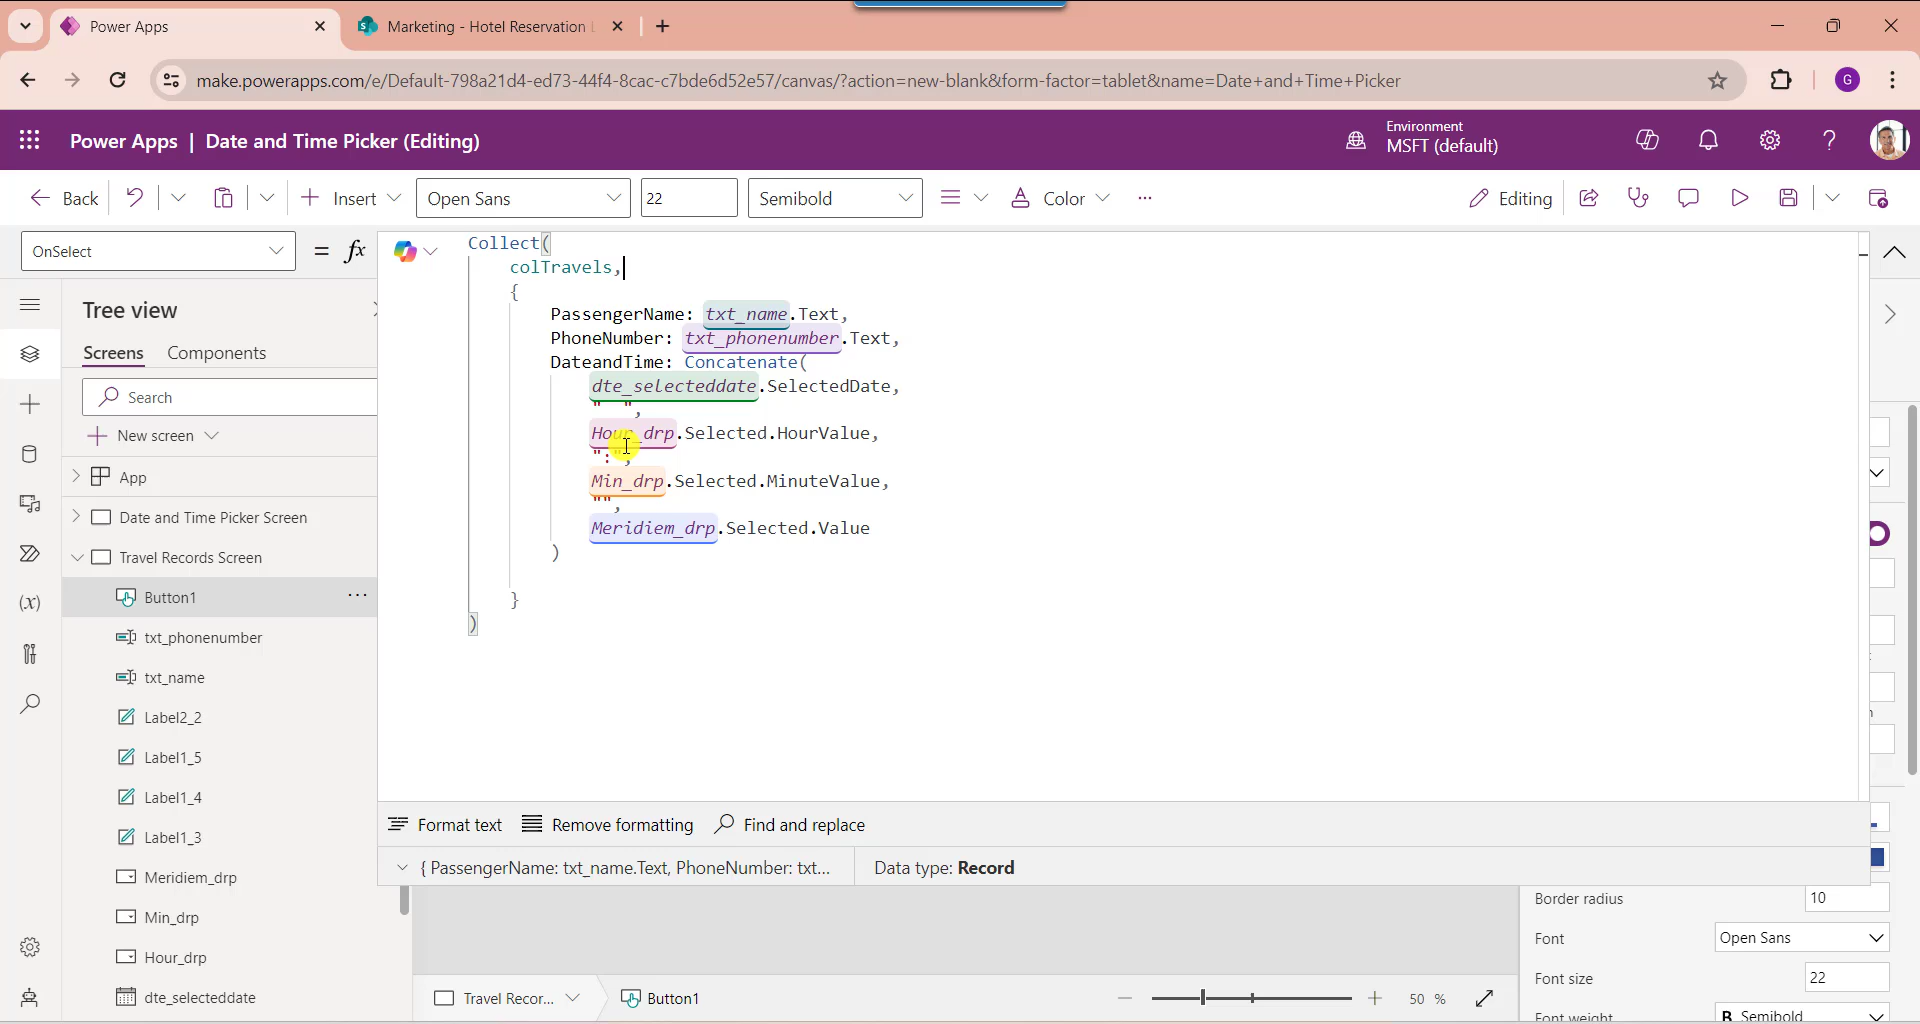 Power Apps
Marketing - Hotel Reservation
make.powerapps.com/e/Default-798a21d4-ed73-44f4-8cac-c7bde6d52e57/canvas/?action=new-blank&form-factor=tablet&name=Date+and+Time+Picker
G
Power Apps | Date and Time Picker (Editing)
Environment
MSFT (default)
Back
Insert
Open Sans
22
Semibold
Color
Editing
OnSelect
= fx
Collect(
colTravels,
{
PassengerName: txt_name.Text,
PhoneNumber: txt_phonenumber.Text,
DateandTime: Concatenate(
dte_selecteddate.SelectedDate,
" ",
Hour_drp.Selected.HourValue,
":",
Min_drp.Selected.MinuteValue,
"",
Meridiem_drp.Selected.Value
)
}
)
Tree view
Screens Components
Search
New screen
App
Date and Time Picker Screen
Travel Records Screen
Button1
txt_phonenumber
txt_name
Label2_2
Label1_5
Label1_4
Label1_3
Meridiem_drp
Min_drp
Hour_drp
dte_selecteddate
Format text Remove formatting Find and replace
{ PassengerName: txt_name.Text, PhoneNumber: txt... Data type: Record
Border radius 10
Font Open Sans
Font size 22
Font weight B Semibold
Travel Recor... Button1
50 %